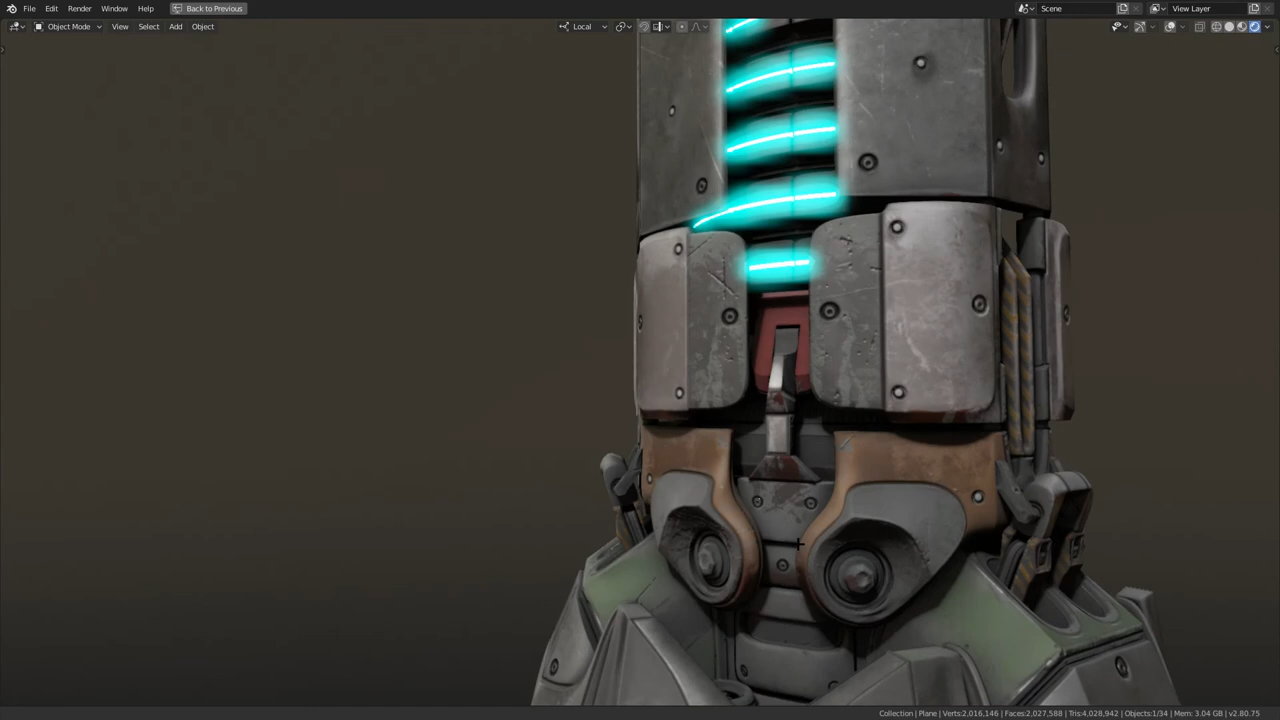 File Edit Render Window Help Back to Previous Scene View Layer
Object Mode View Select Add Object Local
Collection | Plane | Verts:2,016,146 | Faces:2,027,588 | Tris:4,028,942 | Objects:1/34 | Mem: 3.04 GB | v2.80.75